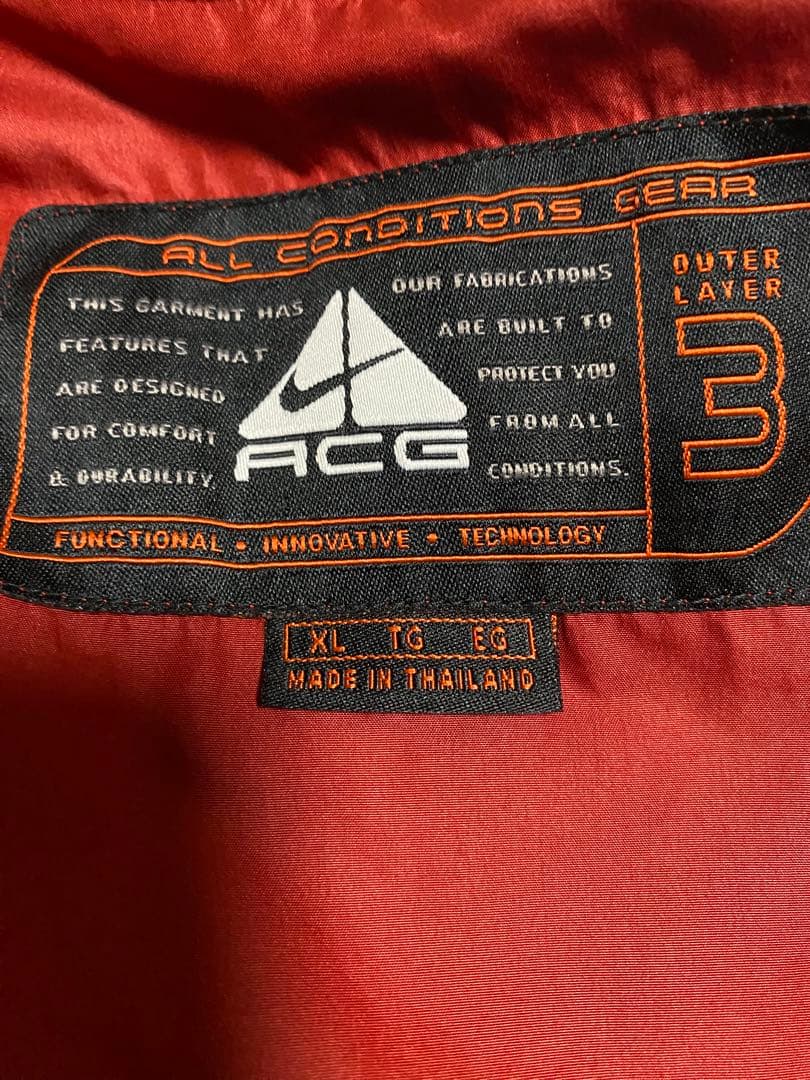 ALL CONDITIONS GEAR
THIS GARMENT HAS
FEATURES THAT
ARE DESIGNED
FOR COMFORT
& DURABILITY.
ACG
OUR FABRICATIONS
ARE BUILT TO
PROTECT YOU
FROM ALL
CONDITIONS.
OUTER
LAYER
3
FUNCTIONAL • INNOVATIVE • TECHNOLOGY
XL TG EG
MADE IN THAILAND